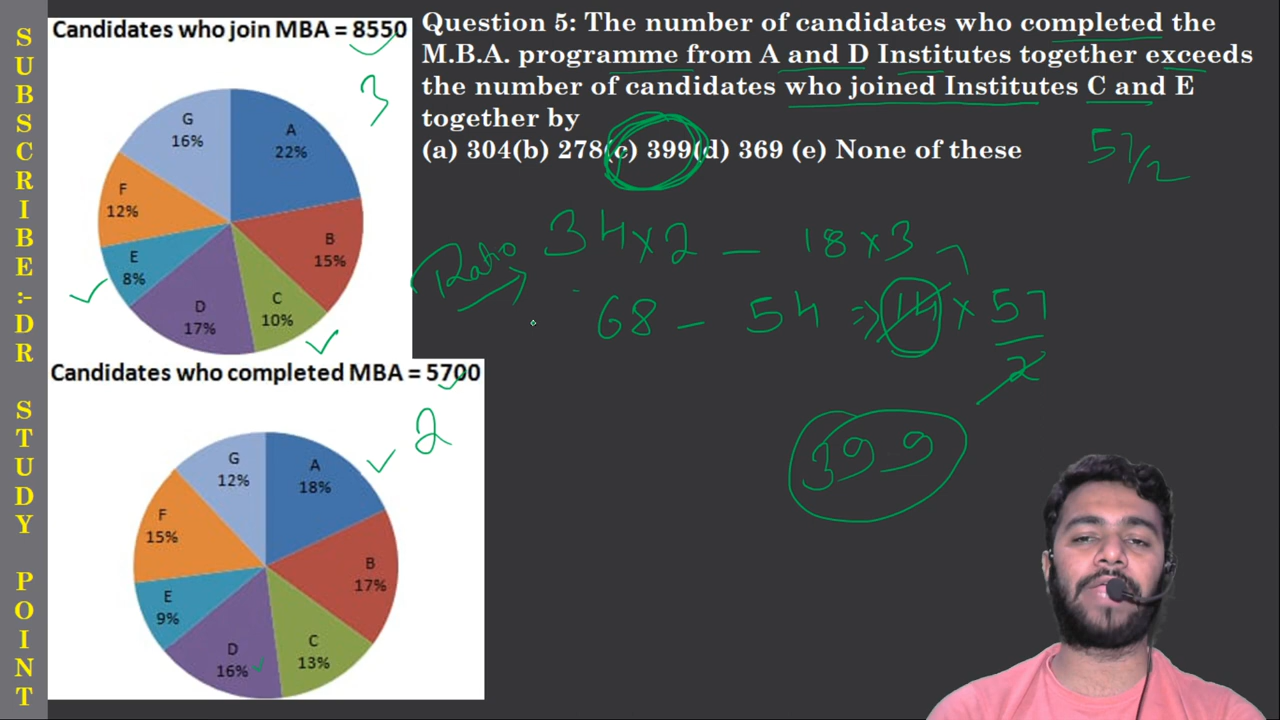 SUBSCRIBE:-DR STUDY POINT
Candidates who join MBA = 8550
3
G
16%
A
22%
F
12%
B
15%
E
8%
D
17%
C
10%
Candidates who completed MBA = 5700
2
G
12%
A
18%
F
15%
B
17%
E
9%
D
16%
C
13%
Question 5: The number of candidates who completed the
M.B.A. programme from A and D Institutes together exceeds
the number of candidates who joined Institutes C and E
together by
(a) 304(b) 278(c) 399(d) 369 (e) None of these
57/2
Ratio
34×2 - 18×3
68 - 54 ⇒ 14 × 57
2
399